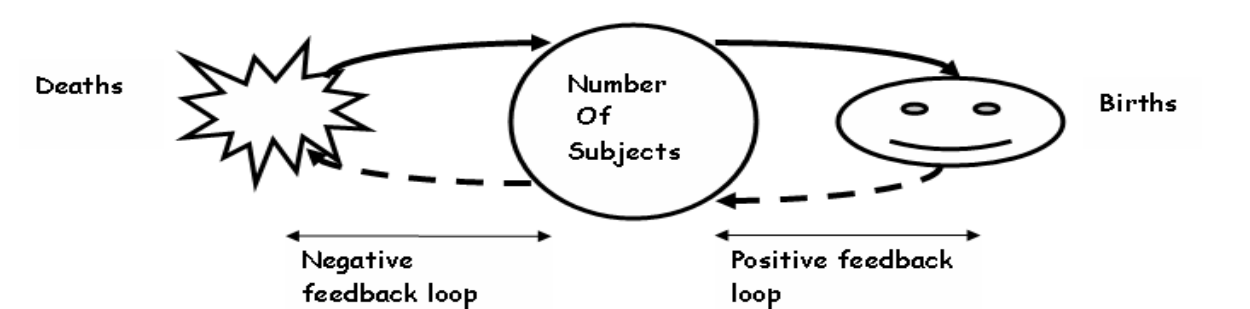 Deaths
Number
Of
Subjects
Births
Negative
feedback loop
Positive feedback
loop